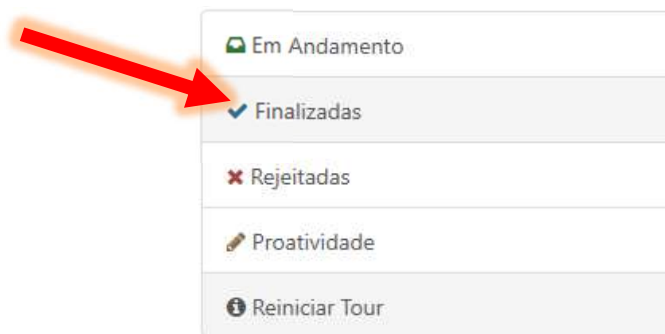 Em Andamento
Finalizadas
Rejeitadas
Proatividade
Reiniciar Tour